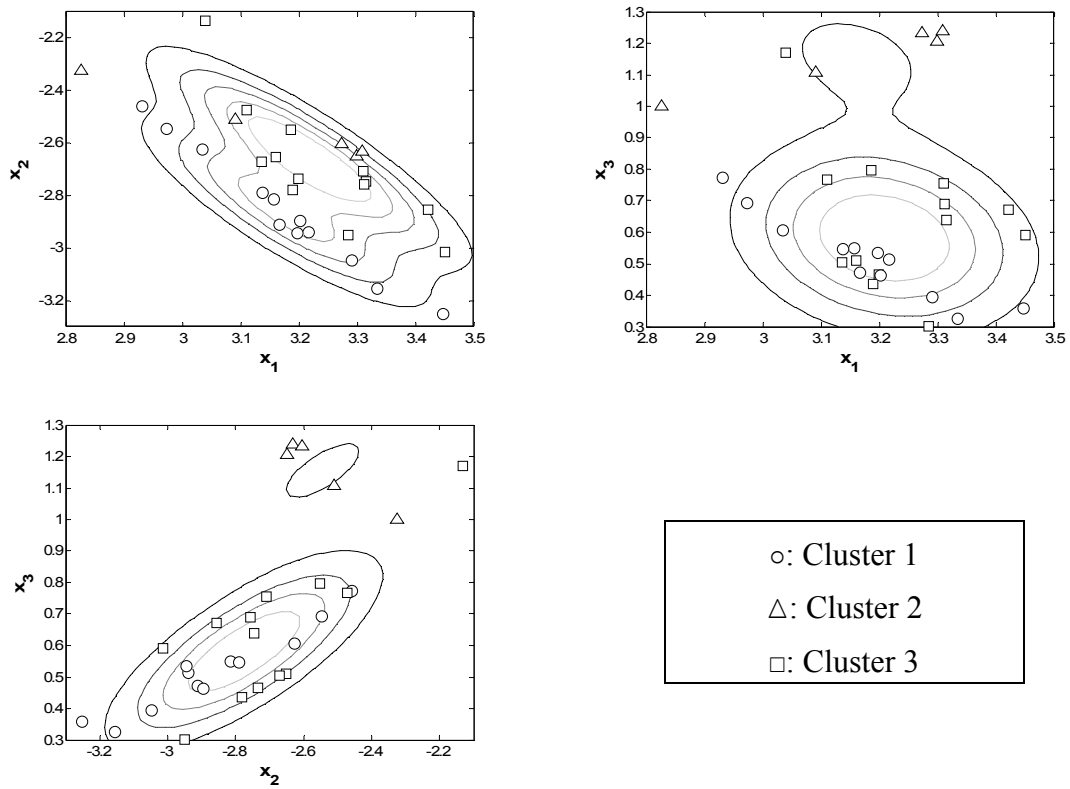 -2.2
-2.4
-2.6
-2.8
-3
-3.2
x2
2.8 2.9 3 3.1 3.2 3.3 3.4 3.5
x1
1.3
1.2
1.1
1
0.9
0.8
0.7
0.6
0.5
0.4
0.3
x3
2.8 2.9 3 3.1 3.2 3.3 3.4 3.5
x1
1.3
1.2
1.1
1
0.9
0.8
0.7
0.6
0.5
0.4
0.3
x3
-3.2 -3 -2.8 -2.6 -2.4 -2.2
x2
○: Cluster 1
△: Cluster 2
□: Cluster 3